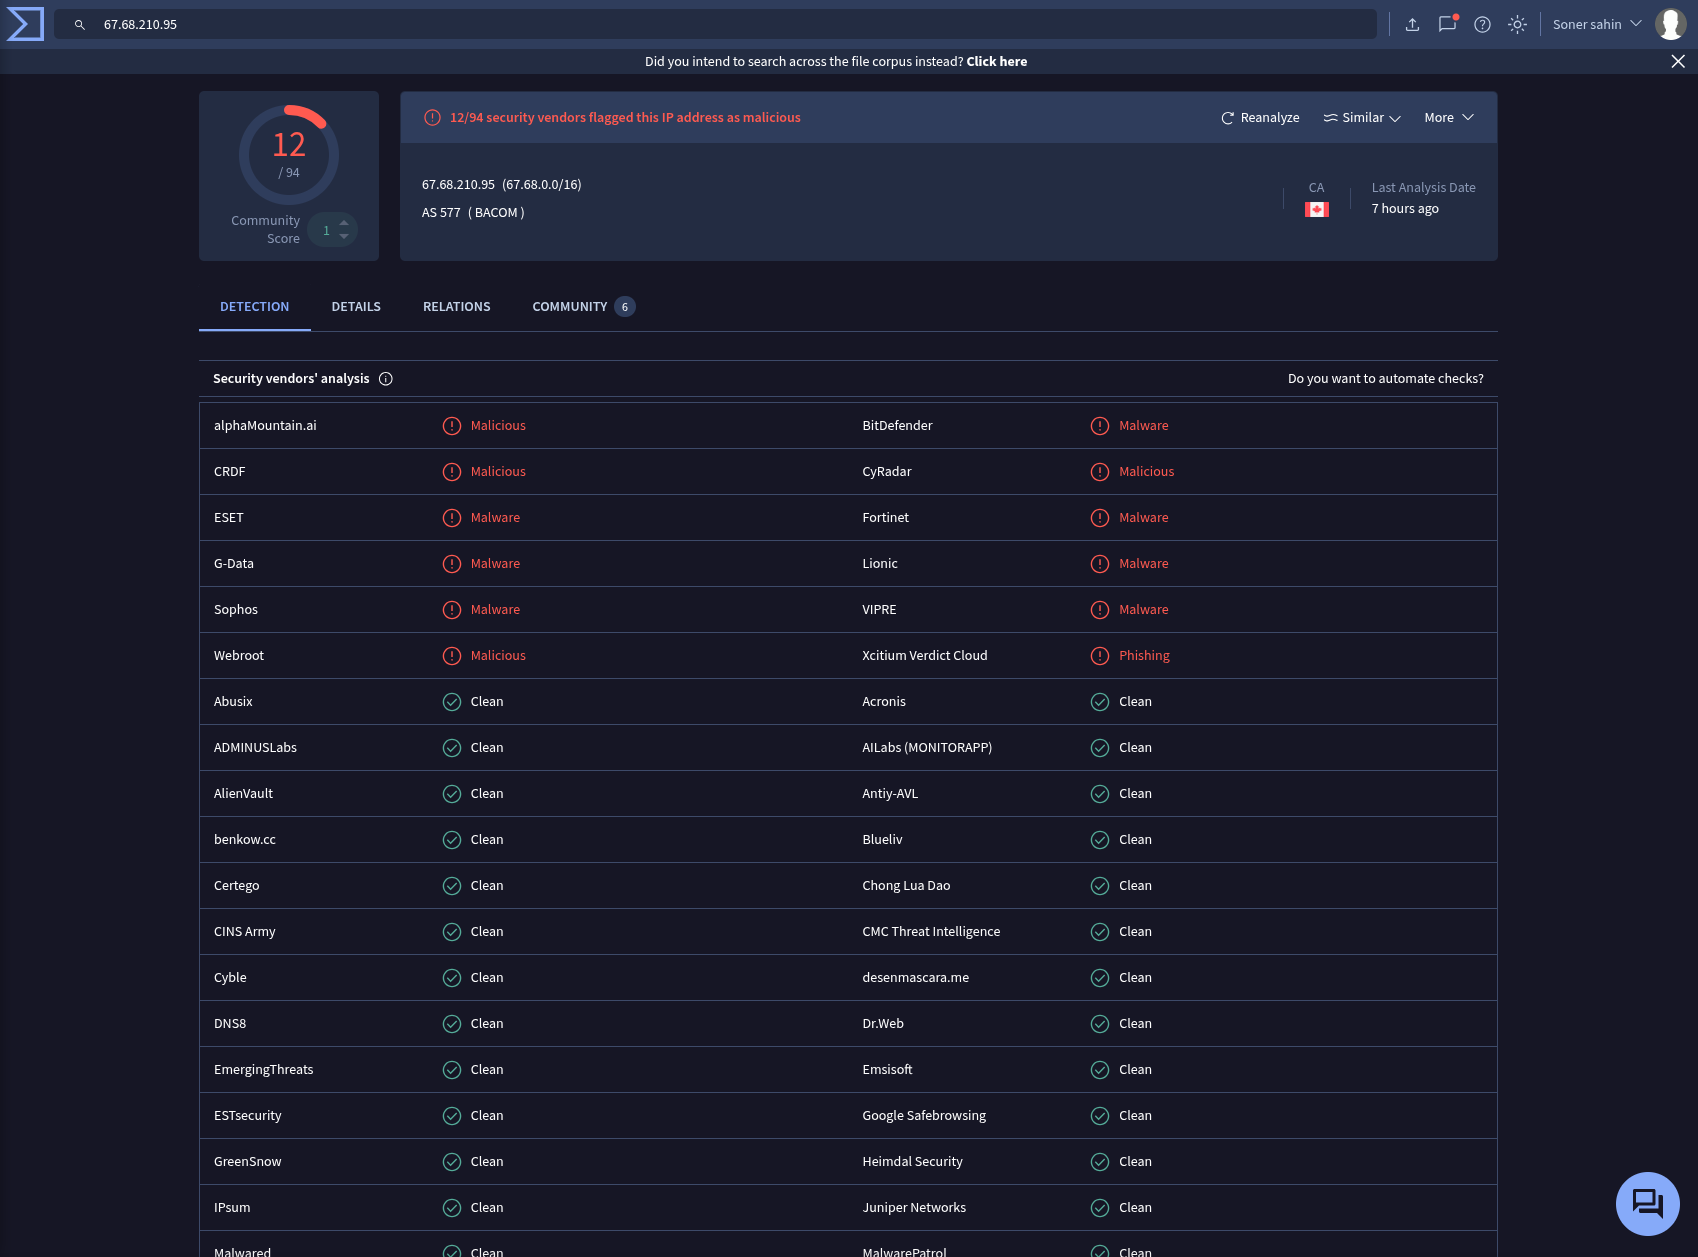 67.68.210.95
Soner sahin
Did you intend to search across the file corpus instead? Click here
12
/ 94
Community Score
1
12/94 security vendors flagged this IP address as malicious
Reanalyze
Similar
More
67.68.210.95 (67.68.0.0/16)
AS 577 ( BACOM )
CA
Last Analysis Date
7 hours ago
DETECTION
DETAILS
RELATIONS
COMMUNITY 6
Security vendors' analysis
Do you want to automate checks?
alphaMountain.ai Malicious BitDefender Malware
CRDF Malicious CyRadar Malicious
ESET Malware Fortinet Malware
G-Data Malware Lionic Malware
Sophos Malware VIPRE Malware
Webroot Malicious Xcitium Verdict Cloud Phishing
Abusix Clean Acronis Clean
ADMINUSLabs Clean AILabs (MONITORAPP) Clean
AlienVault Clean Antiy-AVL Clean
benkow.cc Clean Blueliv Clean
Certego Clean Chong Lua Dao Clean
CINS Army Clean CMC Threat Intelligence Clean
Cyble Clean desenmascara.me Clean
DNS8 Clean Dr.Web Clean
EmergingThreats Clean Emsisoft Clean
ESTsecurity Clean Google Safebrowsing Clean
GreenSnow Clean Heimdal Security Clean
IPsum Clean Juniper Networks Clean
Malwared Clean MalwarePatrol Clean